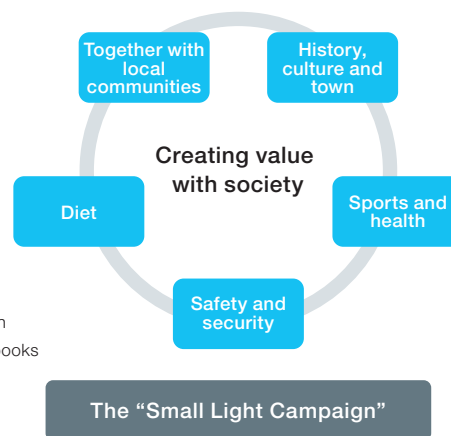 Together with
local
communities
History,
culture and
town
Creating value
with society
Diet
Sports and
health
Safety and
security
The “Small Light Campaign”